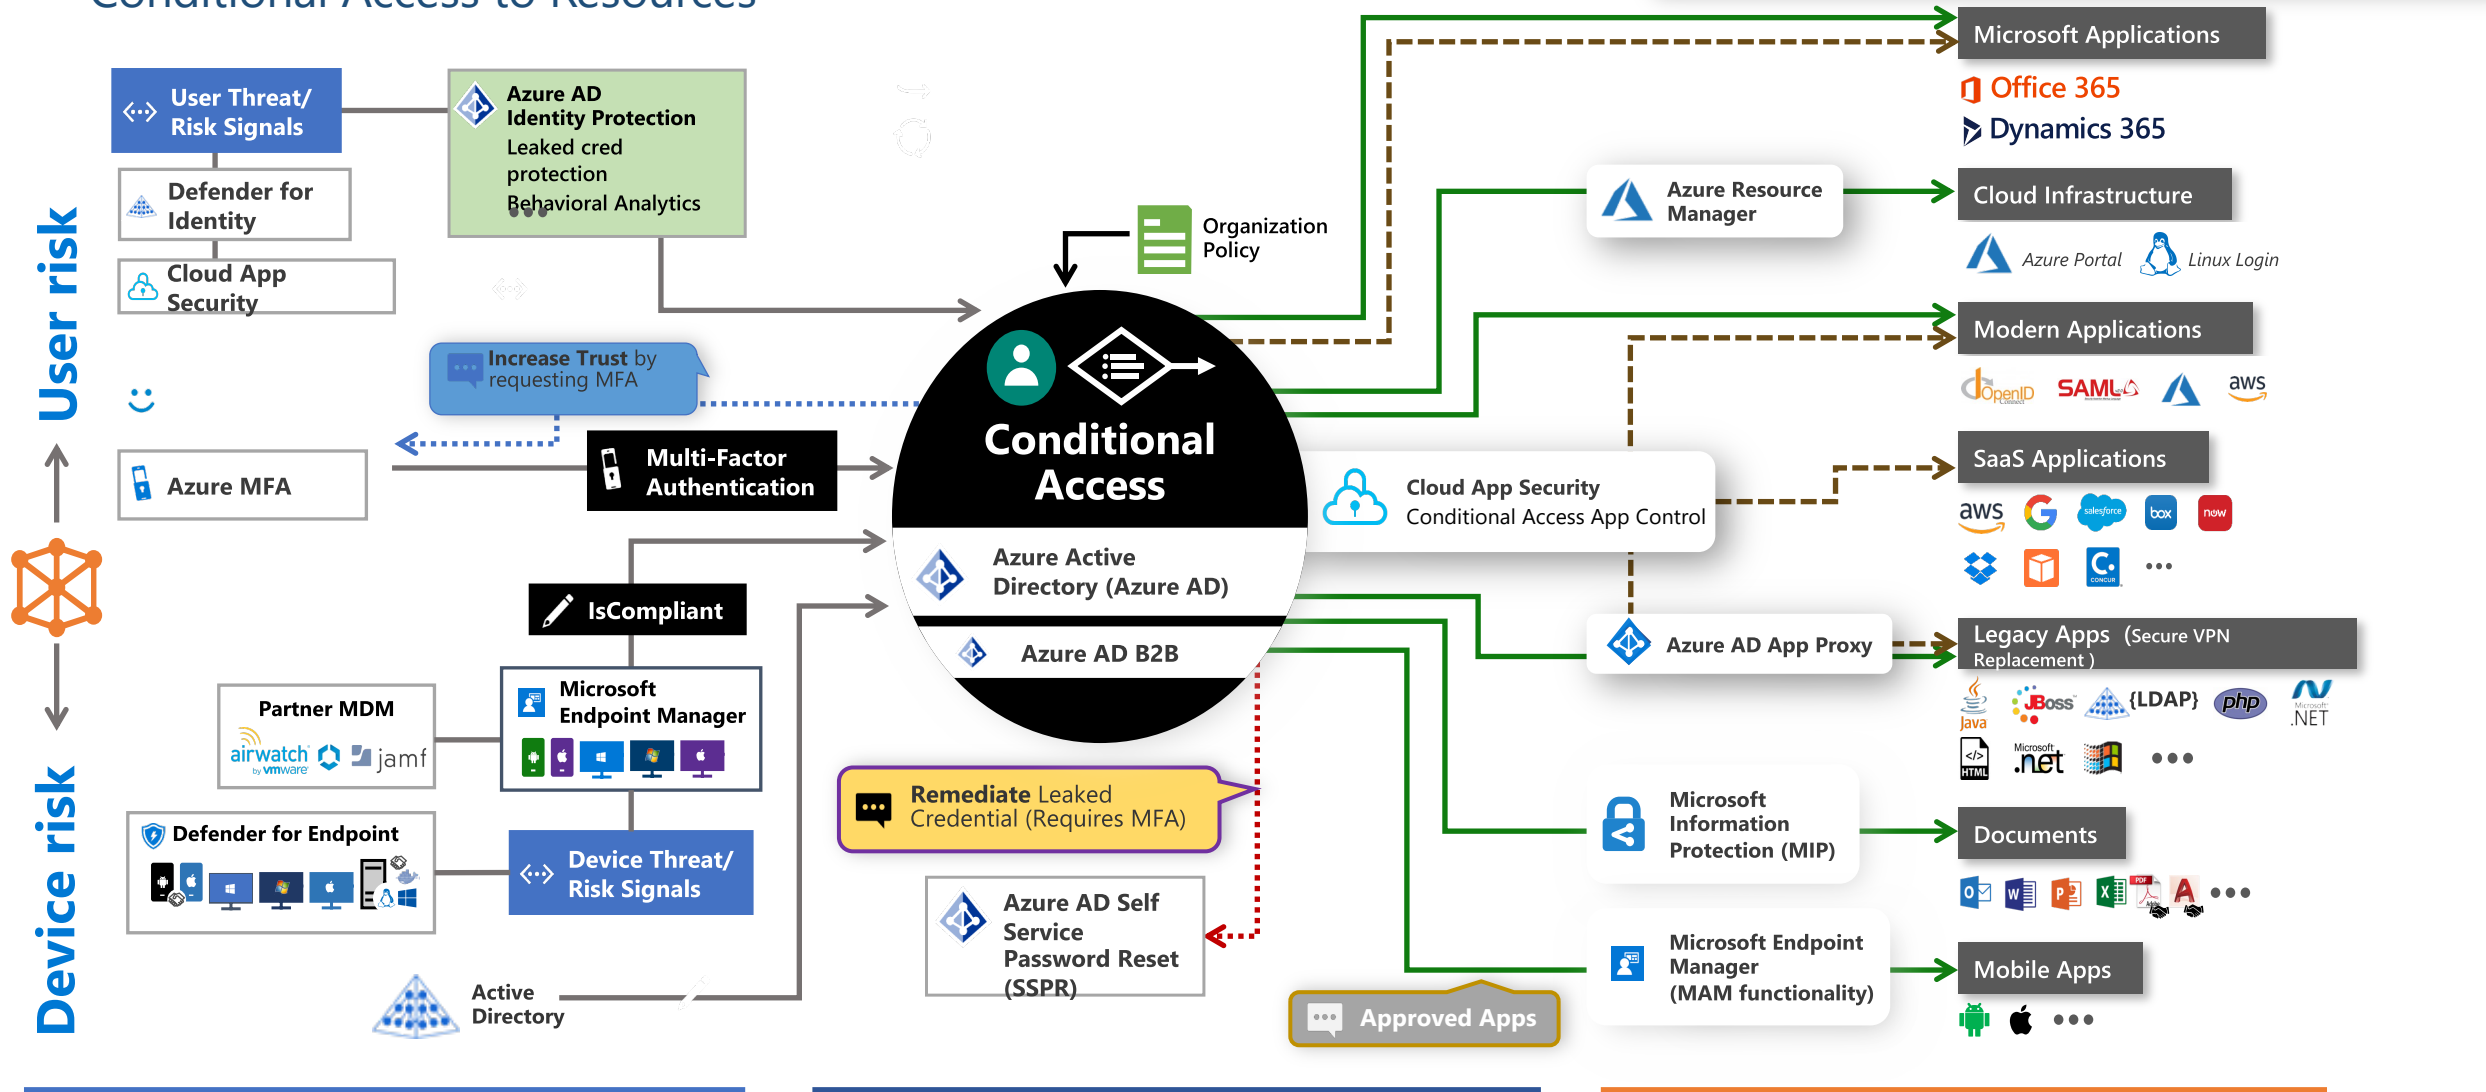 Conditional Access to Resources
User Threat/
Risk Signals
Defender for
Identity
Cloud App
Security
Azure AD
Identity Protection
Leaked cred
protection
Behavioral Analytics
User risk
Organization
Policy
Increase Trust by
requesting MFA
Azure MFA
Multi-Factor
Authentication
Conditional
Access
Azure Active
Directory (Azure AD)
Azure AD B2B
IsCompliant
Microsoft
Endpoint Manager
Partner MDM
airwatch
by vmware
jamf
Defender for Endpoint
Device Threat/
Risk Signals
Device risk
Active
Directory
Remediate Leaked
Credential (Requires MFA)
Azure AD Self
Service
Password Reset
(SSPR)
Approved Apps
Azure Resource
Manager
Cloud App Security
Conditional Access App Control
Azure AD App Proxy
Microsoft
Information
Protection (MIP)
Microsoft Endpoint
Manager
(MAM functionality)
Microsoft Applications
Office 365
Dynamics 365
Cloud Infrastructure
Azure Portal
Linux Login
Modern Applications
OpenID
Connect
SAML
aws
SaaS Applications
aws
salesforce
box
now
CONCUR
Legacy Apps (Secure VPN
Replacement )
Java
JBoss
{LDAP}
php
Microsoft
.NET
HTML
Microsoft
.net
Documents
PDF
Adobe
Mobile Apps